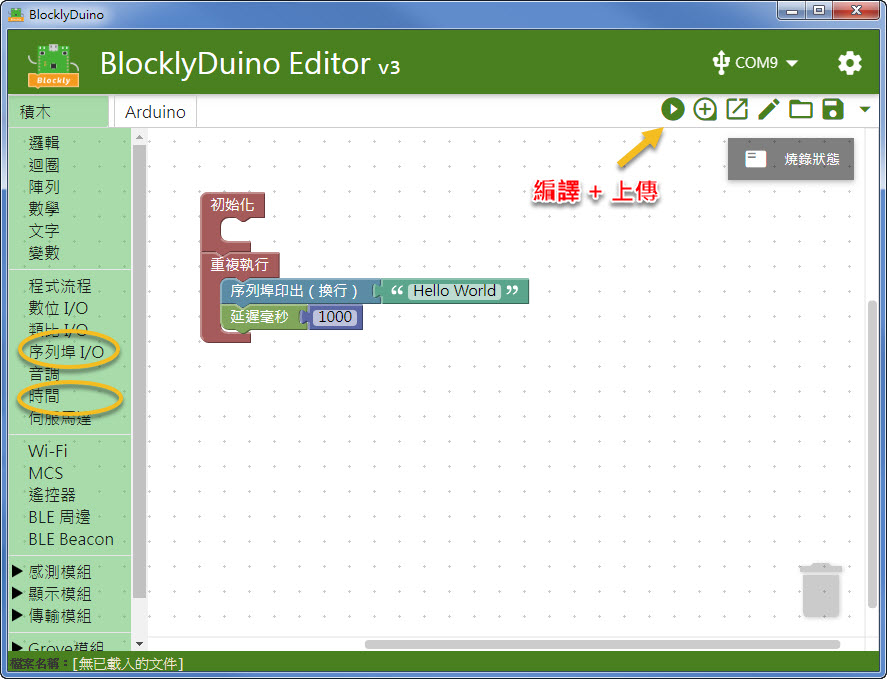 BlocklyDuino
Blockly
BlocklyDuino Editor v3
COM9
積木
Arduino
邏輯
迴圈
陣列
數學
文字
變數
程式流程
數位 I/O
類比 I/O
序列埠 I/O
音調
時間
伺服馬達
Wi-Fi
MCS
遙控器
BLE 周邊
BLE Beacon
感測模組
顯示模組
傳輸模組
Grove模組
編譯 + 上傳
燒錄狀態
初始化
重複執行
序列埠印出 ( 換行 ) “ Hello World ”
延遲毫秒 1000
檔案名稱：[無已載入的文件]